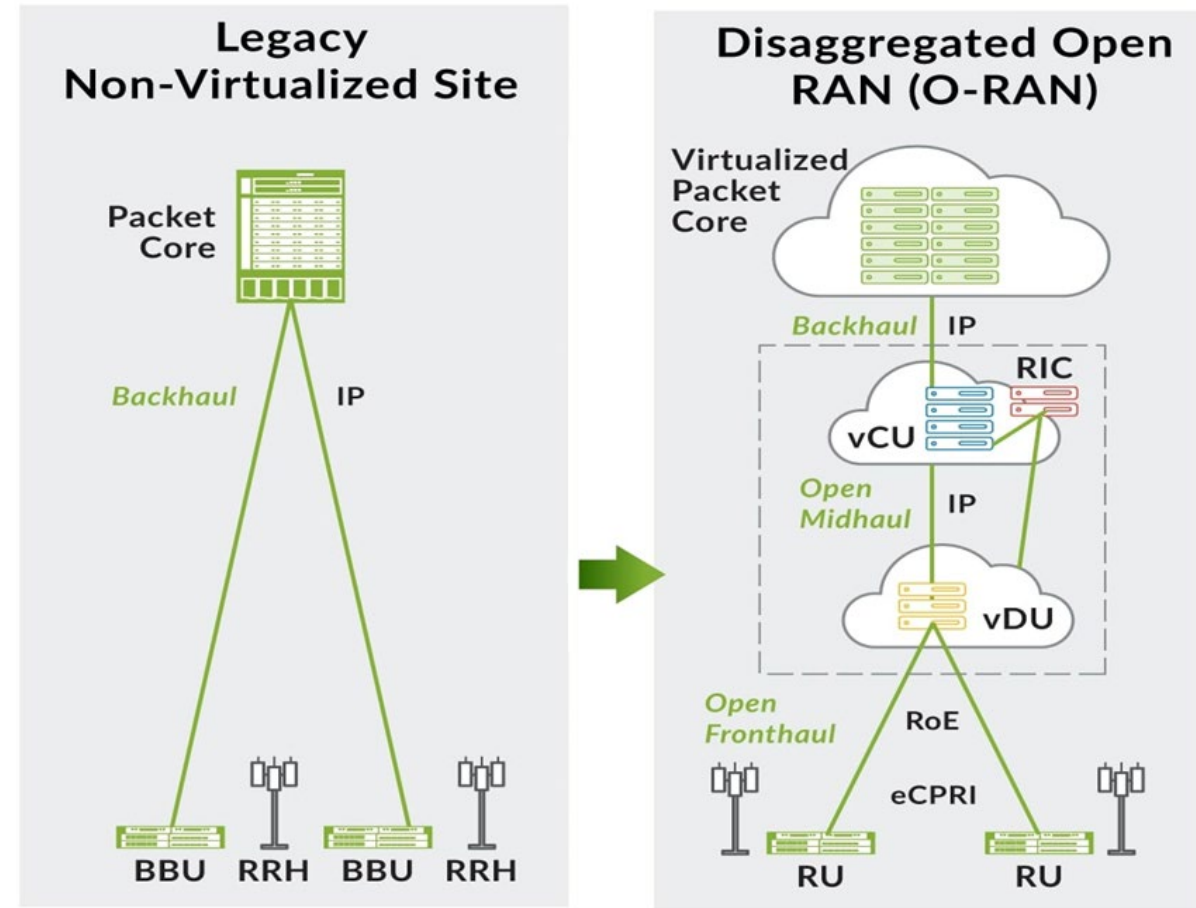 Legacy
Non-Virtualized Site
Packet
Core
Backhaul
IP
BBU
RRH
BBU
RRH
Disaggregated Open
RAN (O-RAN)
Virtualized
Packet
Core
Backhaul
IP
RIC
vCU
Open
Midhaul
IP
vDU
Open
Fronthaul
RoE
eCPRI
RU
RU